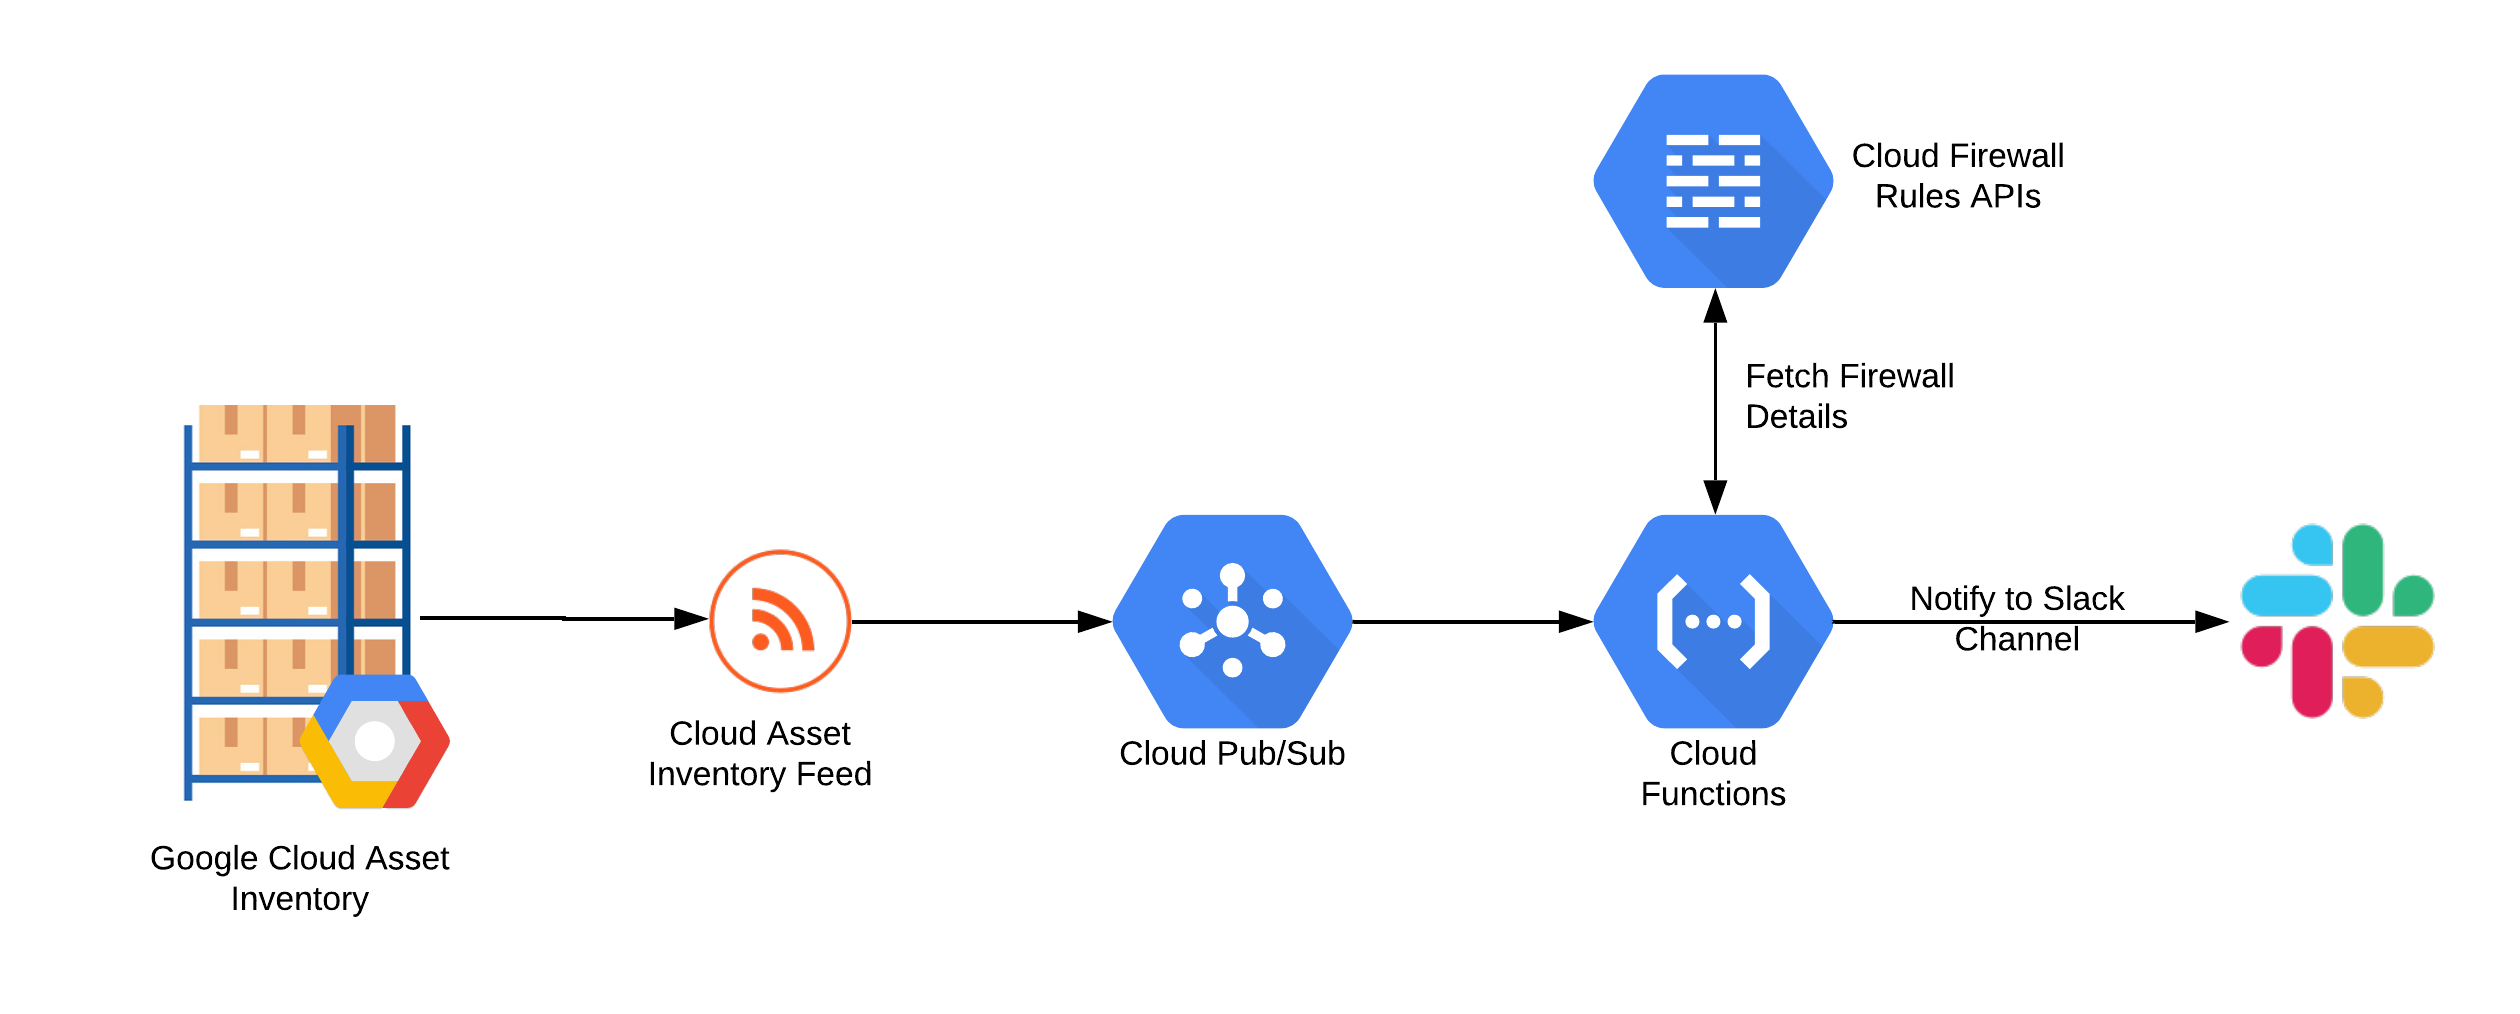 Cloud Firewall
Rules APIs
Fetch Firewall
Details
Notify to Slack
Channel
Cloud Asset
Inventory Feed
Cloud Pub/Sub
Cloud
Functions
Google Cloud Asset
Inventory